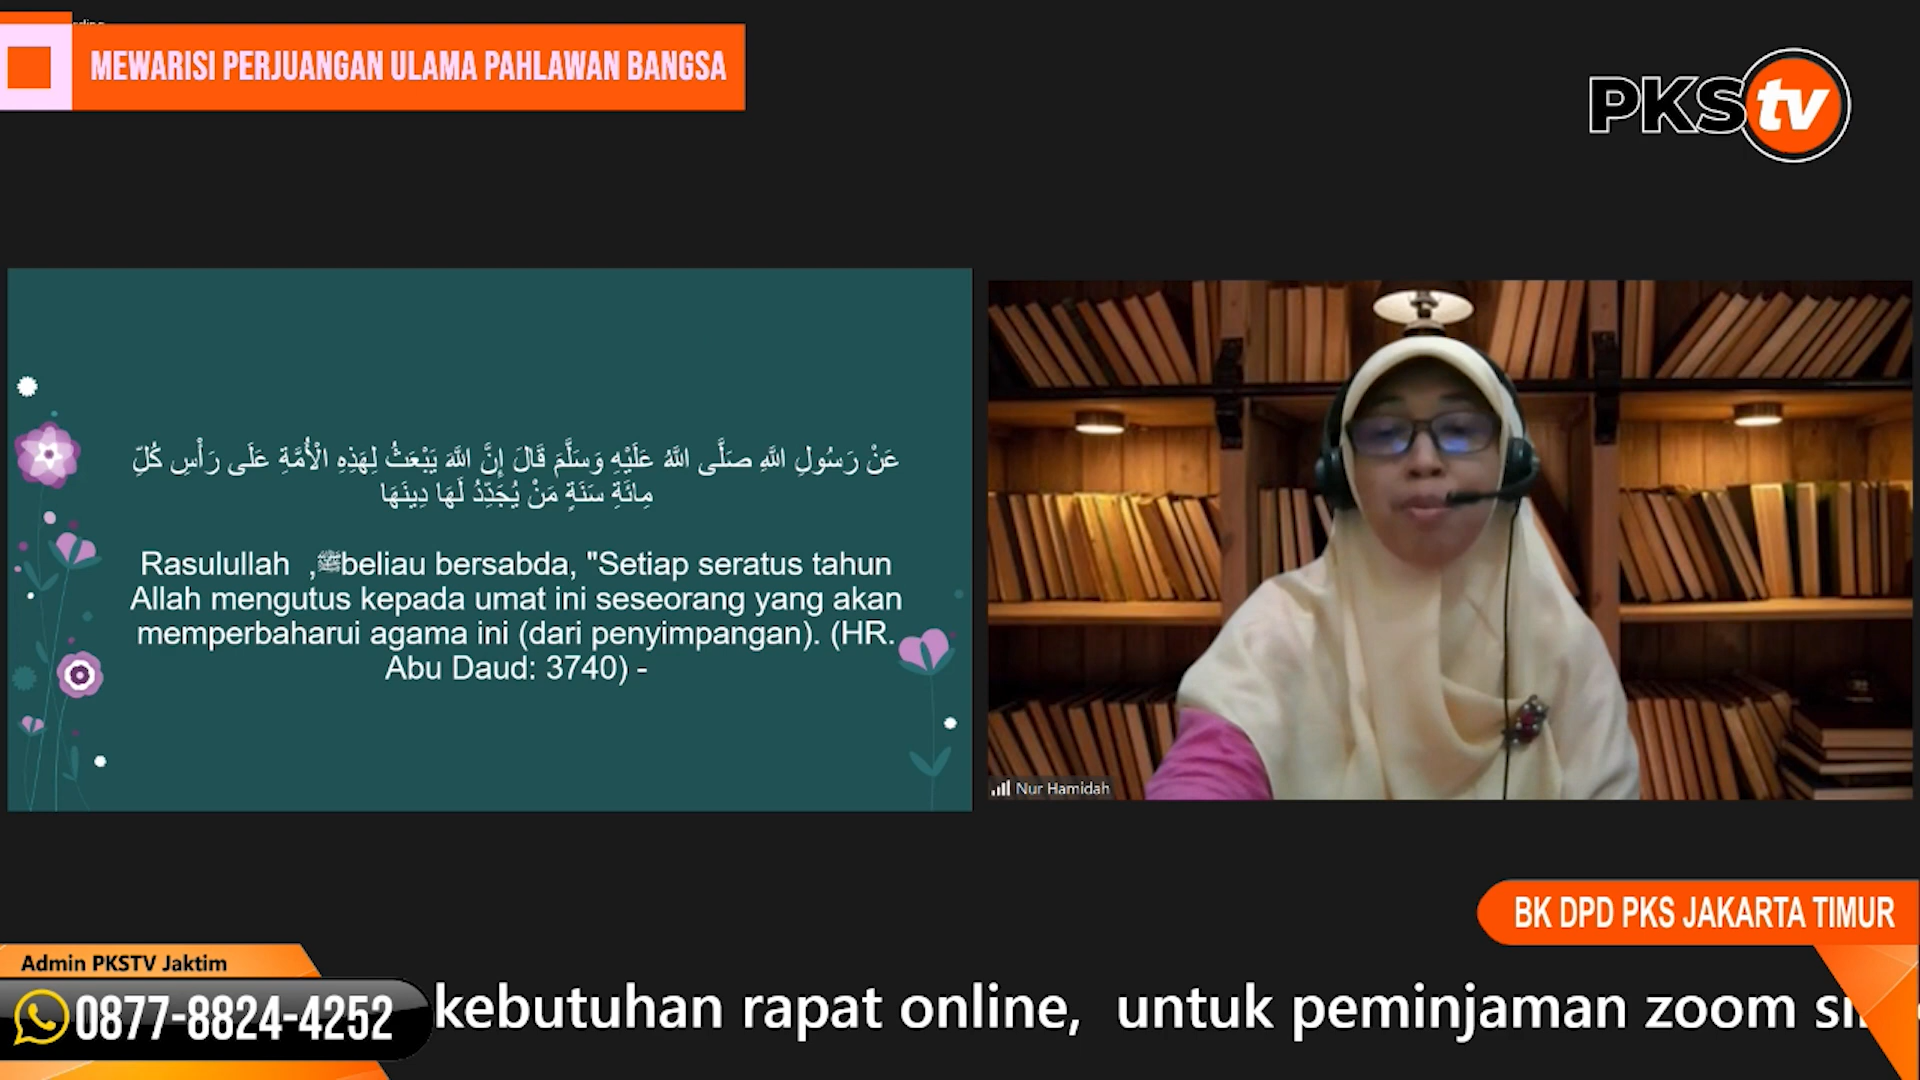 MEWARISI PERJUANGAN ULAMA PAHLAWAN BANGSA
PKStv
عَنْ رَسُولِ اللَّهِ صَلَّى اللَّهُ عَلَيْهِ وَسَلَّمَ قَالَ إِنَّ اللَّهَ يَبْعَثُ لِهَذِهِ الْأُمَّةِ عَلَى رَأْسِ كُلِّ
مِائَةِ سَنَةٍ مَنْ يُجَدِّدُ لَهَا دِينَهَا
Rasulullah ,ﷺbeliau bersabda, "Setiap seratus tahun
Allah mengutus kepada umat ini seseorang yang akan
memperbaharui agama ini (dari penyimpangan). (HR.
Abu Daud: 3740) -
Nur Hamidah
BK DPD PKS JAKARTA TIMUR
Admin PKSTV Jaktim
0877-8824-4252
kebutuhan rapat online, untuk peminjaman zoom